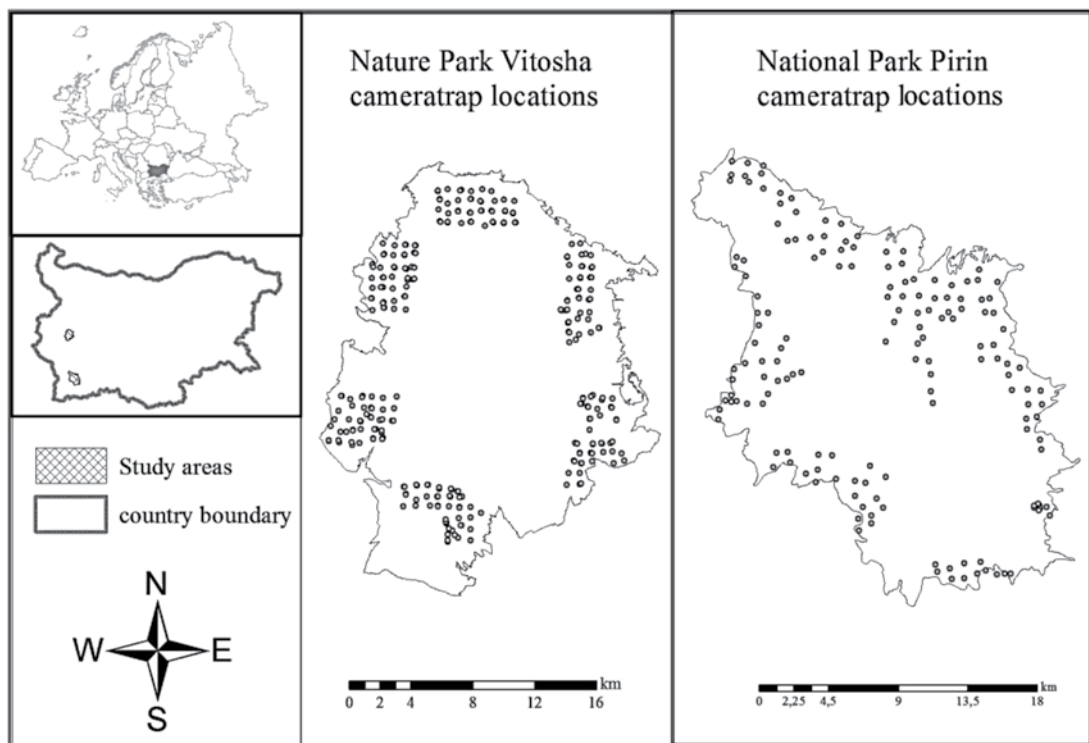 Nature Park Vitosha
cameratrap locations
National Park Pirin
cameratrap locations
Study areas
country boundary
N
W E
S
km
0 2 4 8 12 16
km
0 2,25 4,5 9 13,5 18